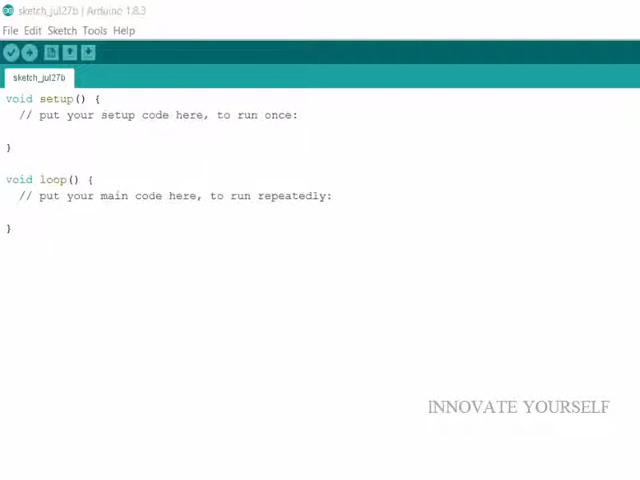 sketch_jul27b | Arduino 1.8.3
File Edit Sketch Tools Help
sketch_jul27b
void setup() {
// put your setup code here, to run once:
}
void loop() {
// put your main code here, to run repeatedly:
}
INNOVATE YOURSELF